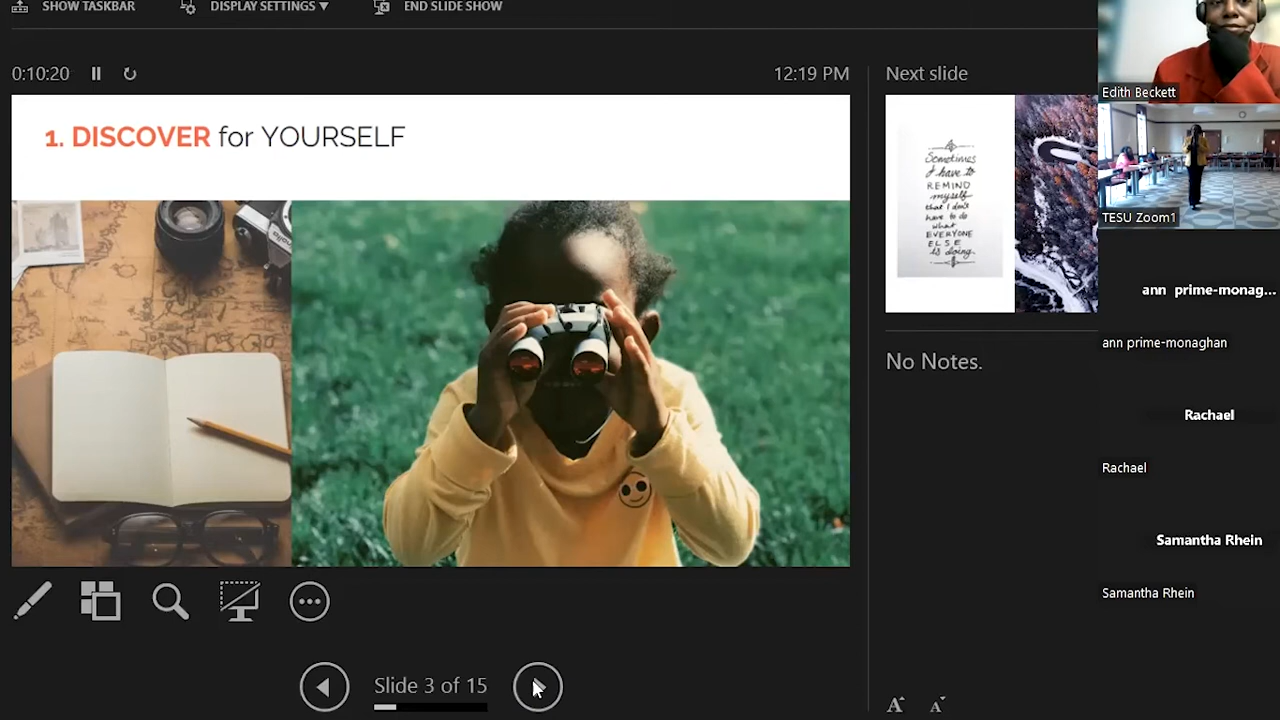 SHOW TASKBAR
DISPLAY SETTINGS ▼
END SLIDE SHOW
0:10:20
12:19 PM
Next slide
1. DISCOVER for YOURSELF
Sometimes
I have to
REMIND
myself
that I don't
have to do
what
EVERYONE
ELSE
is doing.
No Notes.
Slide 3 of 15
A A
Edith Beckett
TESU Zoom1
ann prime-monag...
ann prime-monaghan
Rachael
Rachael
Samantha Rhein
Samantha Rhein